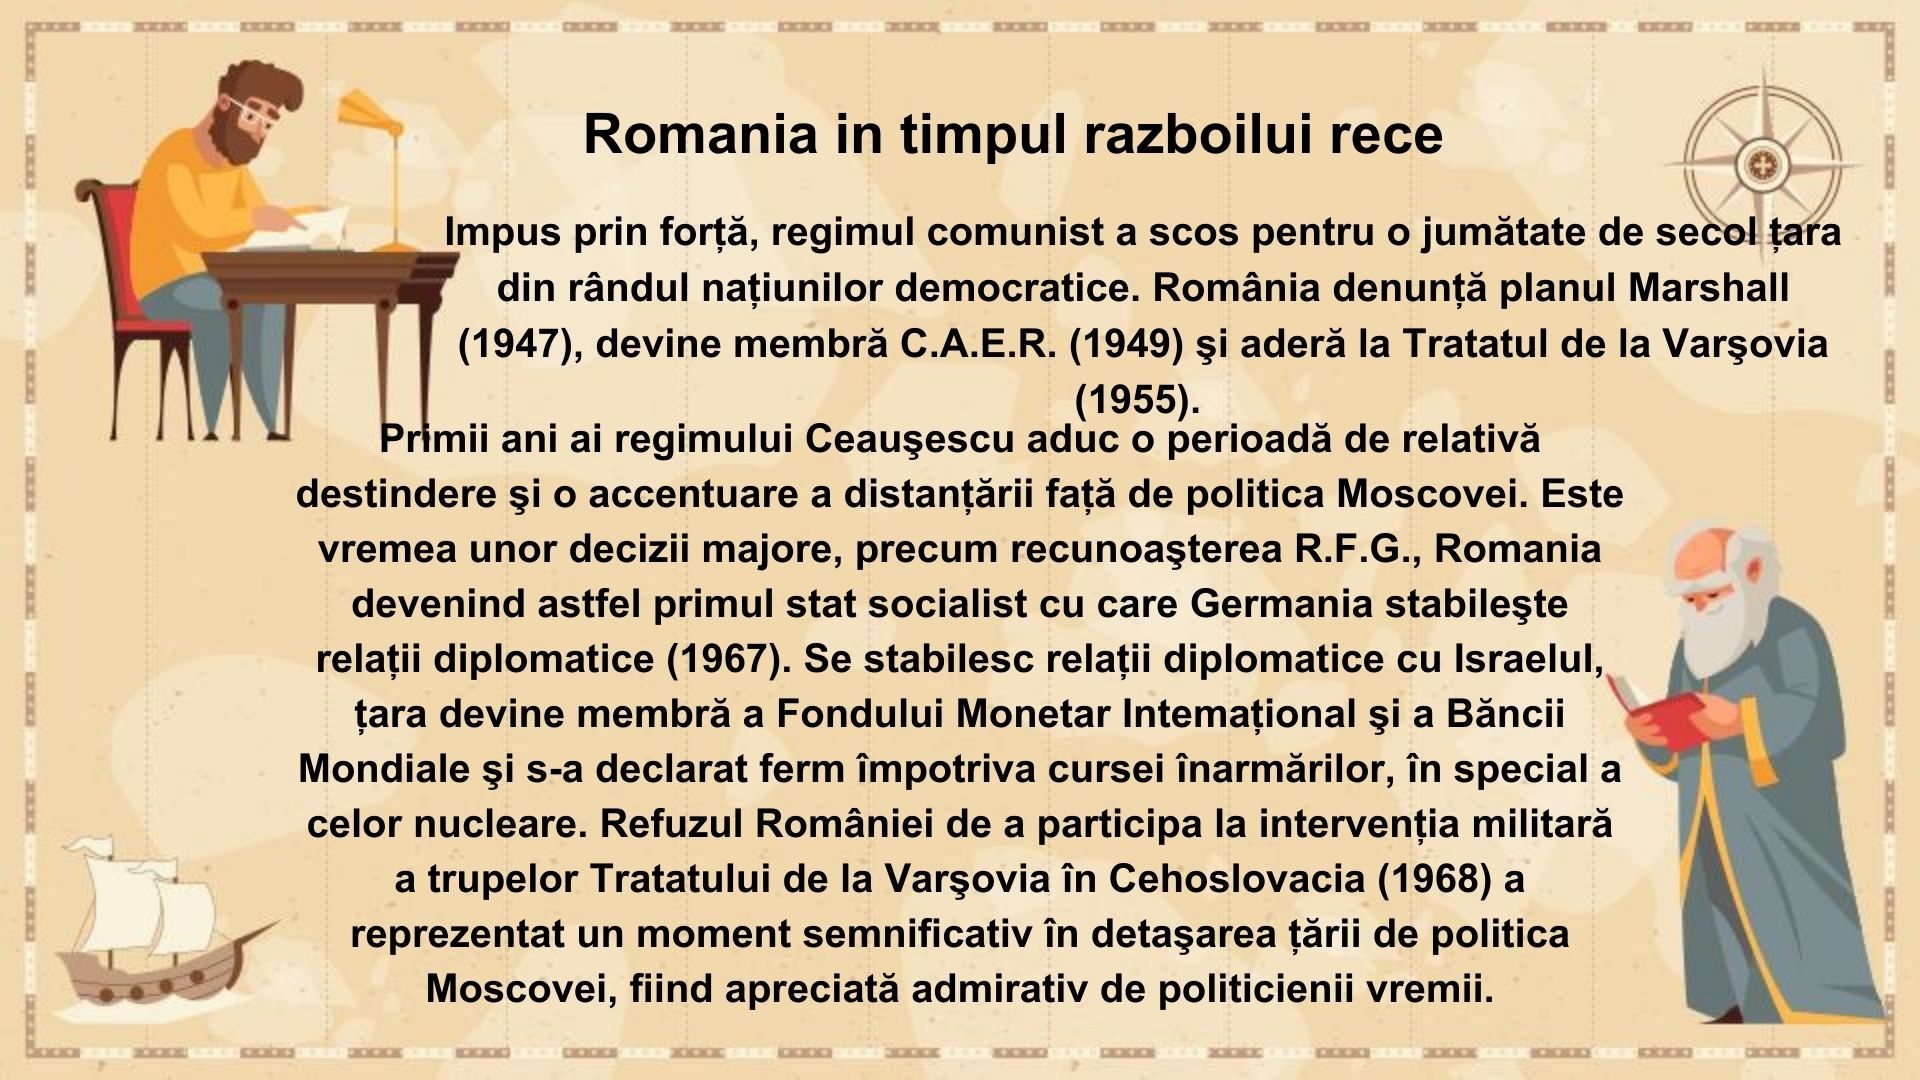 Romania in timpul razboilui rece
Impus prin forță, regimul comunist a scos pentru o jumătate de secol țara
din rândul națiunilor democratice. România denunță planul Marshall
(1947), devine membră C.A.E.R. (1949) şi aderă la Tratatul de la Varşovia
(1955).
Primii ani ai regimului Ceauşescu aduc o perioadă de relativă
destindere şi o accentuare a distanțării față de politica Moscovei. Este
vremea unor decizii majore, precum recunoaşterea R.F.G., Romania
devenind astfel primul stat socialist cu care Germania stabileşte
relații diplomatice (1967). Se stabilesc relații diplomatice cu Israelul,
țara devine membră a Fondului Monetar Intemațional şi a Băncii
Mondiale şi s-a declarat ferm împotriva cursei înarmărilor, în special a
celor nucleare. Refuzul României de a participa la intervenția militară
a trupelor Tratatului de la Varşovia în Cehoslovacia (1968) a
reprezentat un moment semnificativ în detaşarea țării de politica
Moscovei, fiind apreciată admirativ de politicienii vremii.